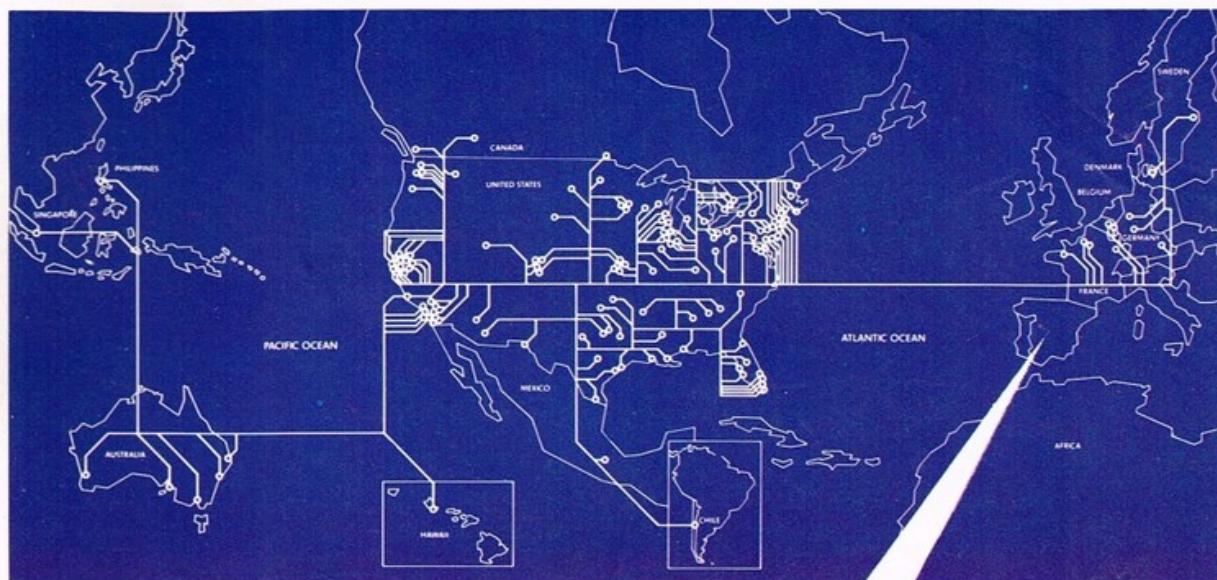 SWEDEN
CANADA
PHILIPPINES
DENMARK
UNITED STATES
BELGIUM
SINGAPORE
GERMANY
FRANCE
PACIFIC OCEAN
ATLANTIC OCEAN
MEXICO
AFRICA
AUSTRALIA
CHILE
HAWAII